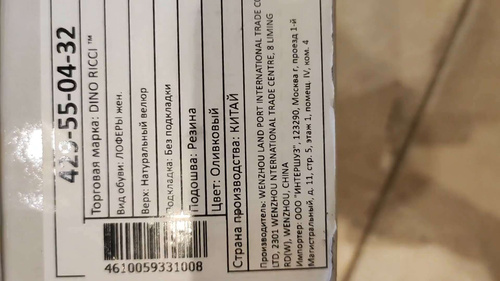 429-55-04-32
Торговая марка: DINO RICCI ™
Вид обуви: ЛОФЕРЫ жен.
Верх: Натуральный велюр
Подкладка: Без подкладки
Подошва: Резина
Цвет: Оливковый
Страна производства: КИТАЙ
Производитель: WENZHOU LAND PORT INTERNATIONAL TRADE CO
LTD, 2301 WENZHOU NTERNATIONAL TRADE CENTRE, 8 LIMING
RD(W), WENZHOU, CHINA
Импортер: ООО "ИНТЕРШУЗ", 123290, Москва г, проезд 1-й
Магистральный, д. 11, стр. 5, этаж 1, помещ. IV, ком. 4
4610059331008